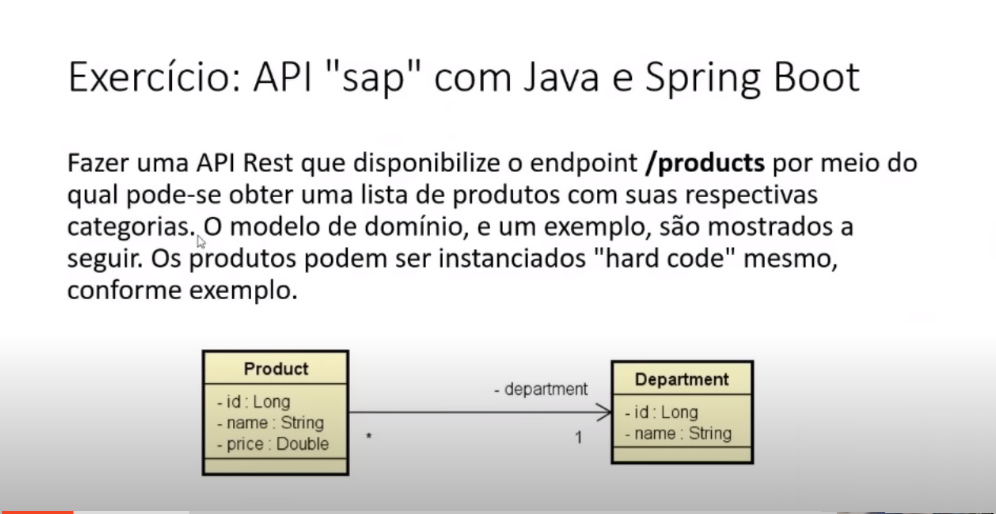 Exercício: API "sap" com Java e Spring Boot
Fazer uma API Rest que disponibilize o endpoint /products por meio do
qual pode-se obter uma lista de produtos com suas respectivas
categorias. O modelo de domínio, e um exemplo, são mostrados a
seguir. Os produtos podem ser instanciados "hard code" mesmo,
conforme exemplo.
Product
- id : Long
- name : String
- price : Double
- department
*
1
Department
- id : Long
- name : String